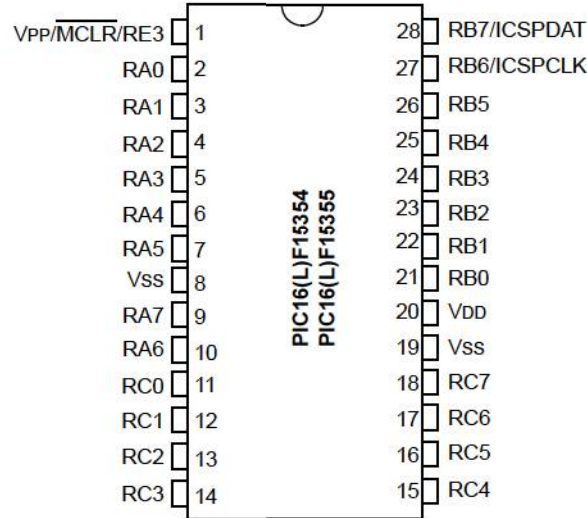 VPP/MCLR/RE3 1 28 RB7/ICSPDAT
RA0 2 27 RB6/ICSPCLK
RA1 3 26 RB5
RA2 4 25 RB4
RA3 5 24 RB3
RA4 6 23 RB2
RA5 7 22 RB1
VSS 8 21 RB0
RA7 9 20 VDD
RA6 10 19 VSS
RC0 11 18 RC7
RC1 12 17 RC6
RC2 13 16 RC5
RC3 14 15 RC4
PIC16(L)F15354
PIC16(L)F15355